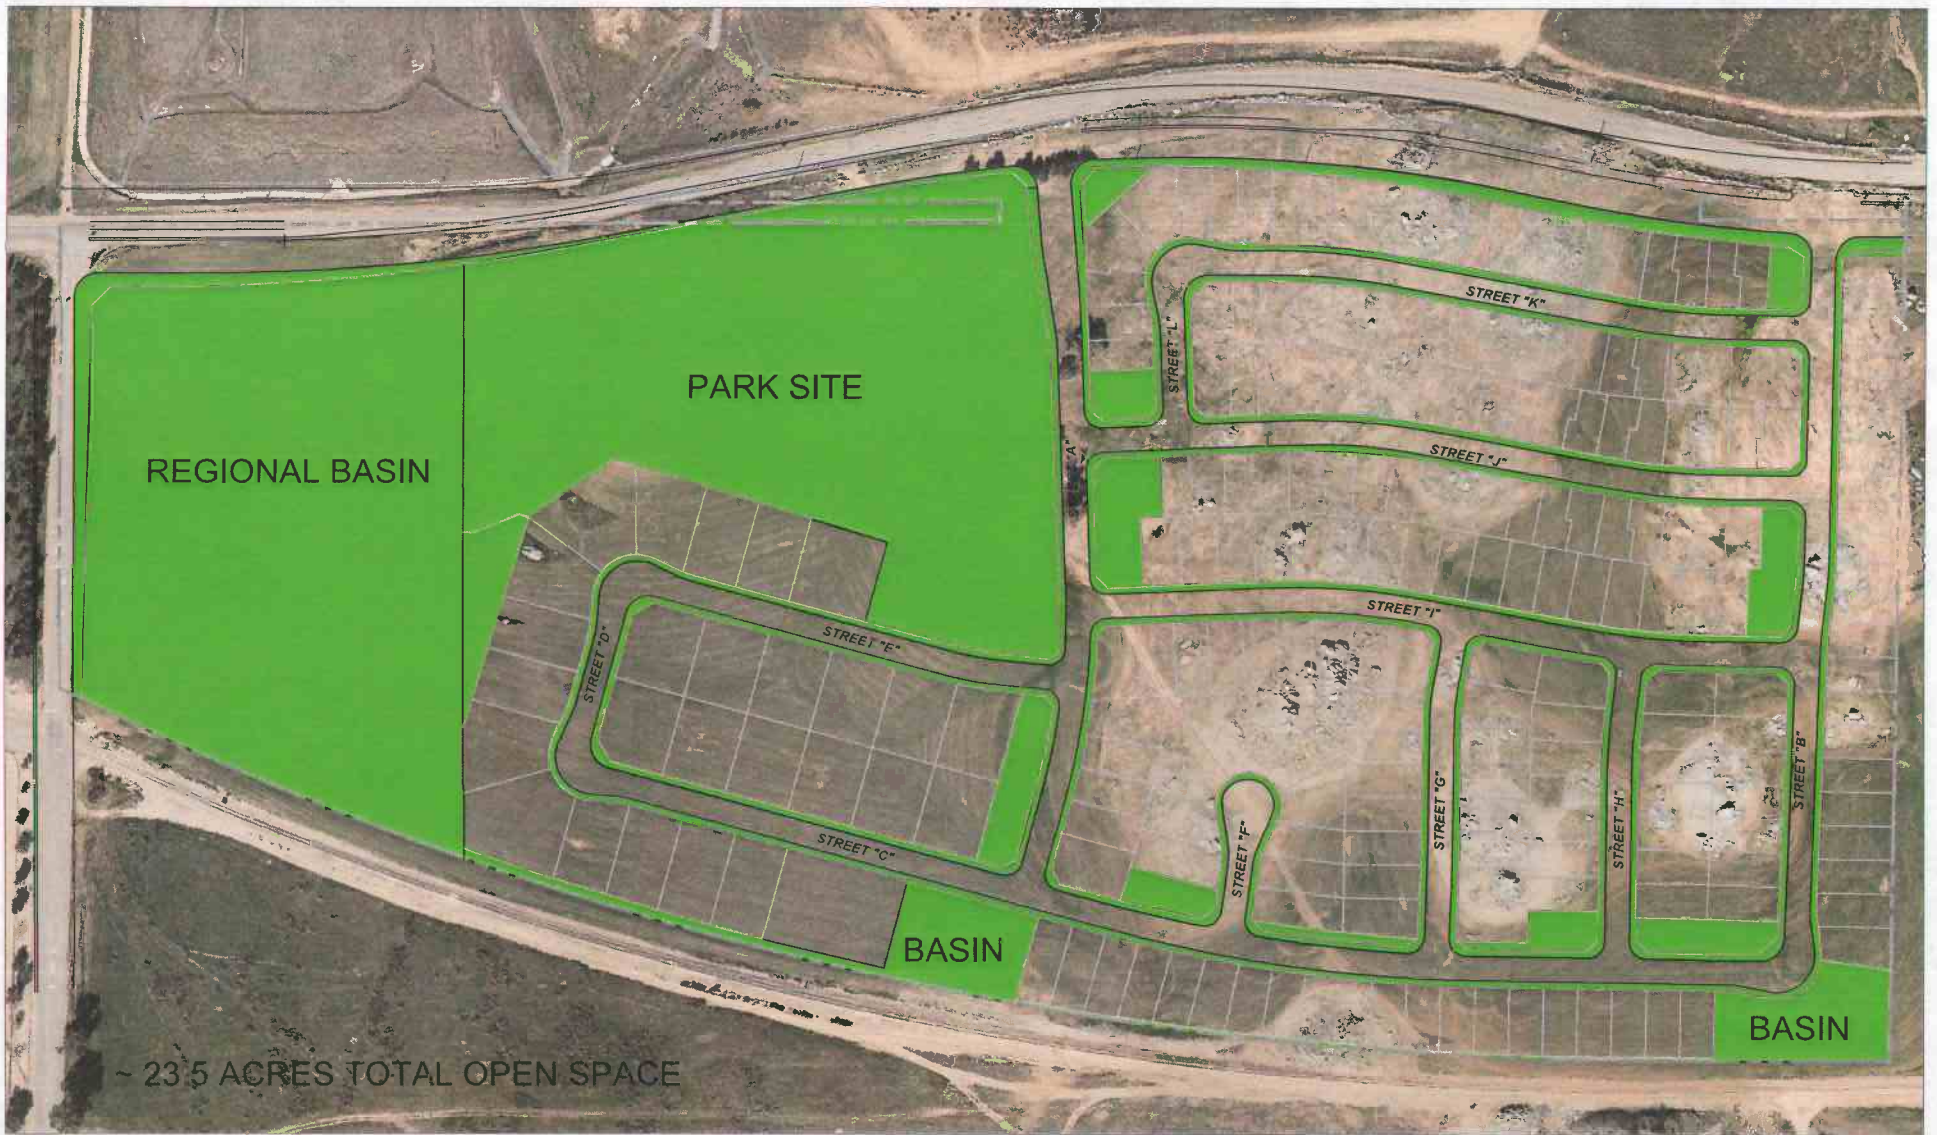 STREET "K"
STREET "L"
PARK SITE
"A"
STREET "J"
REGIONAL BASIN
STREET "I"
STREET "E"
STREET "D"
STREET "B"
STREET "G"
STREET "H"
STREET "C"
STREET "F"
BASIN
BASIN
~ 23.5 ACRES TOTAL OPEN SPACE